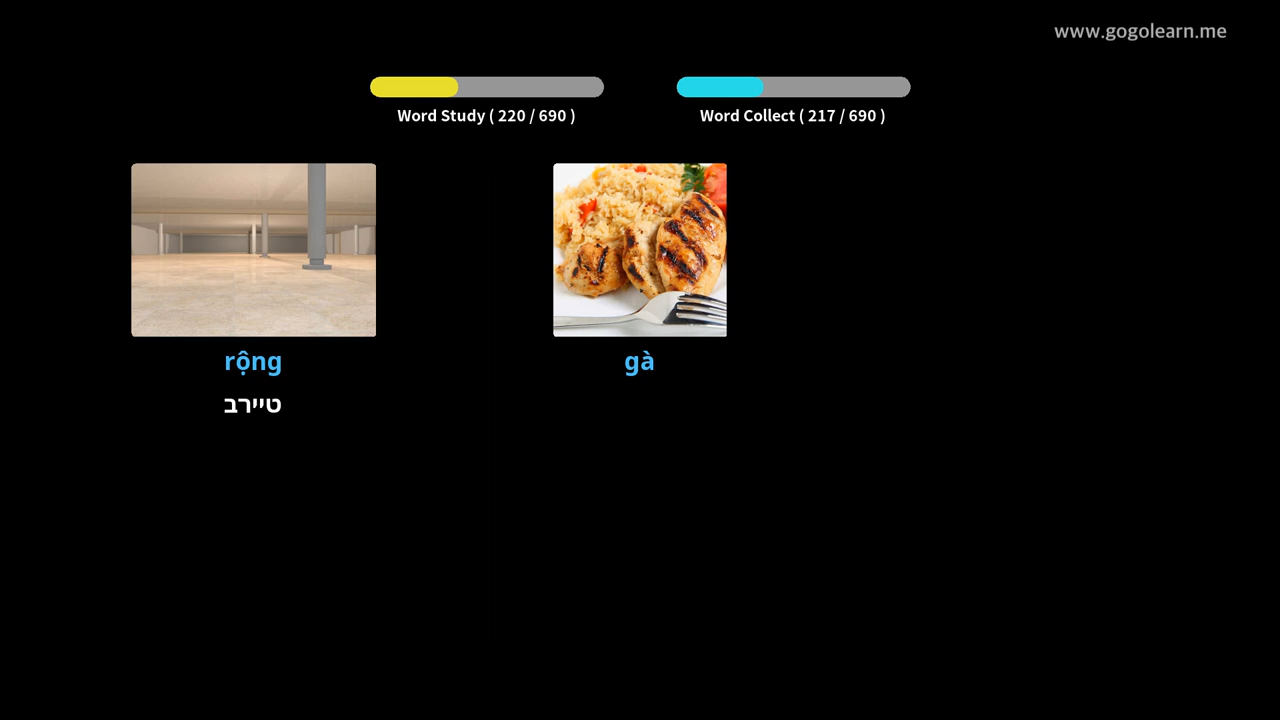 www.gogolearn.me
Word Study ( 220 / 690 )
Word Collect ( 217 / 690 )
rộng
טיירב
gà